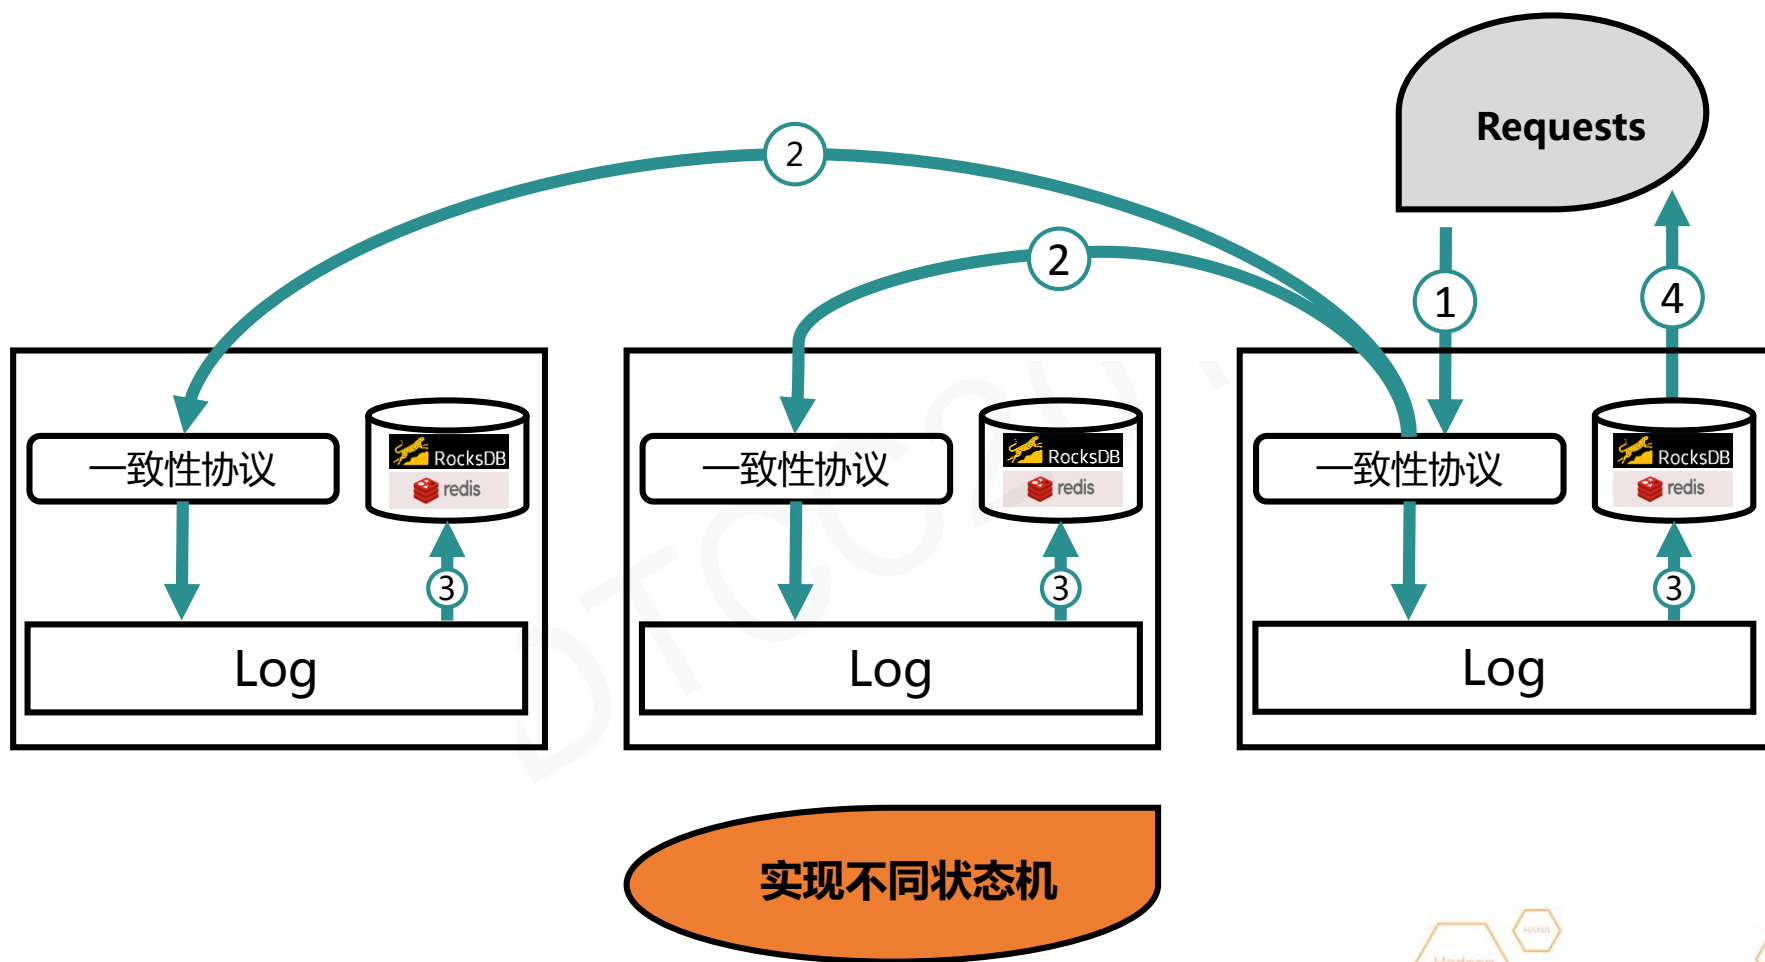 Requests
2
2
1
4
一致性协议
RocksDB
redis
一致性协议
RocksDB
redis
一致性协议
RocksDB
redis
3
3
3
Log
Log
Log
实现不同状态机
HANA
Hadoop